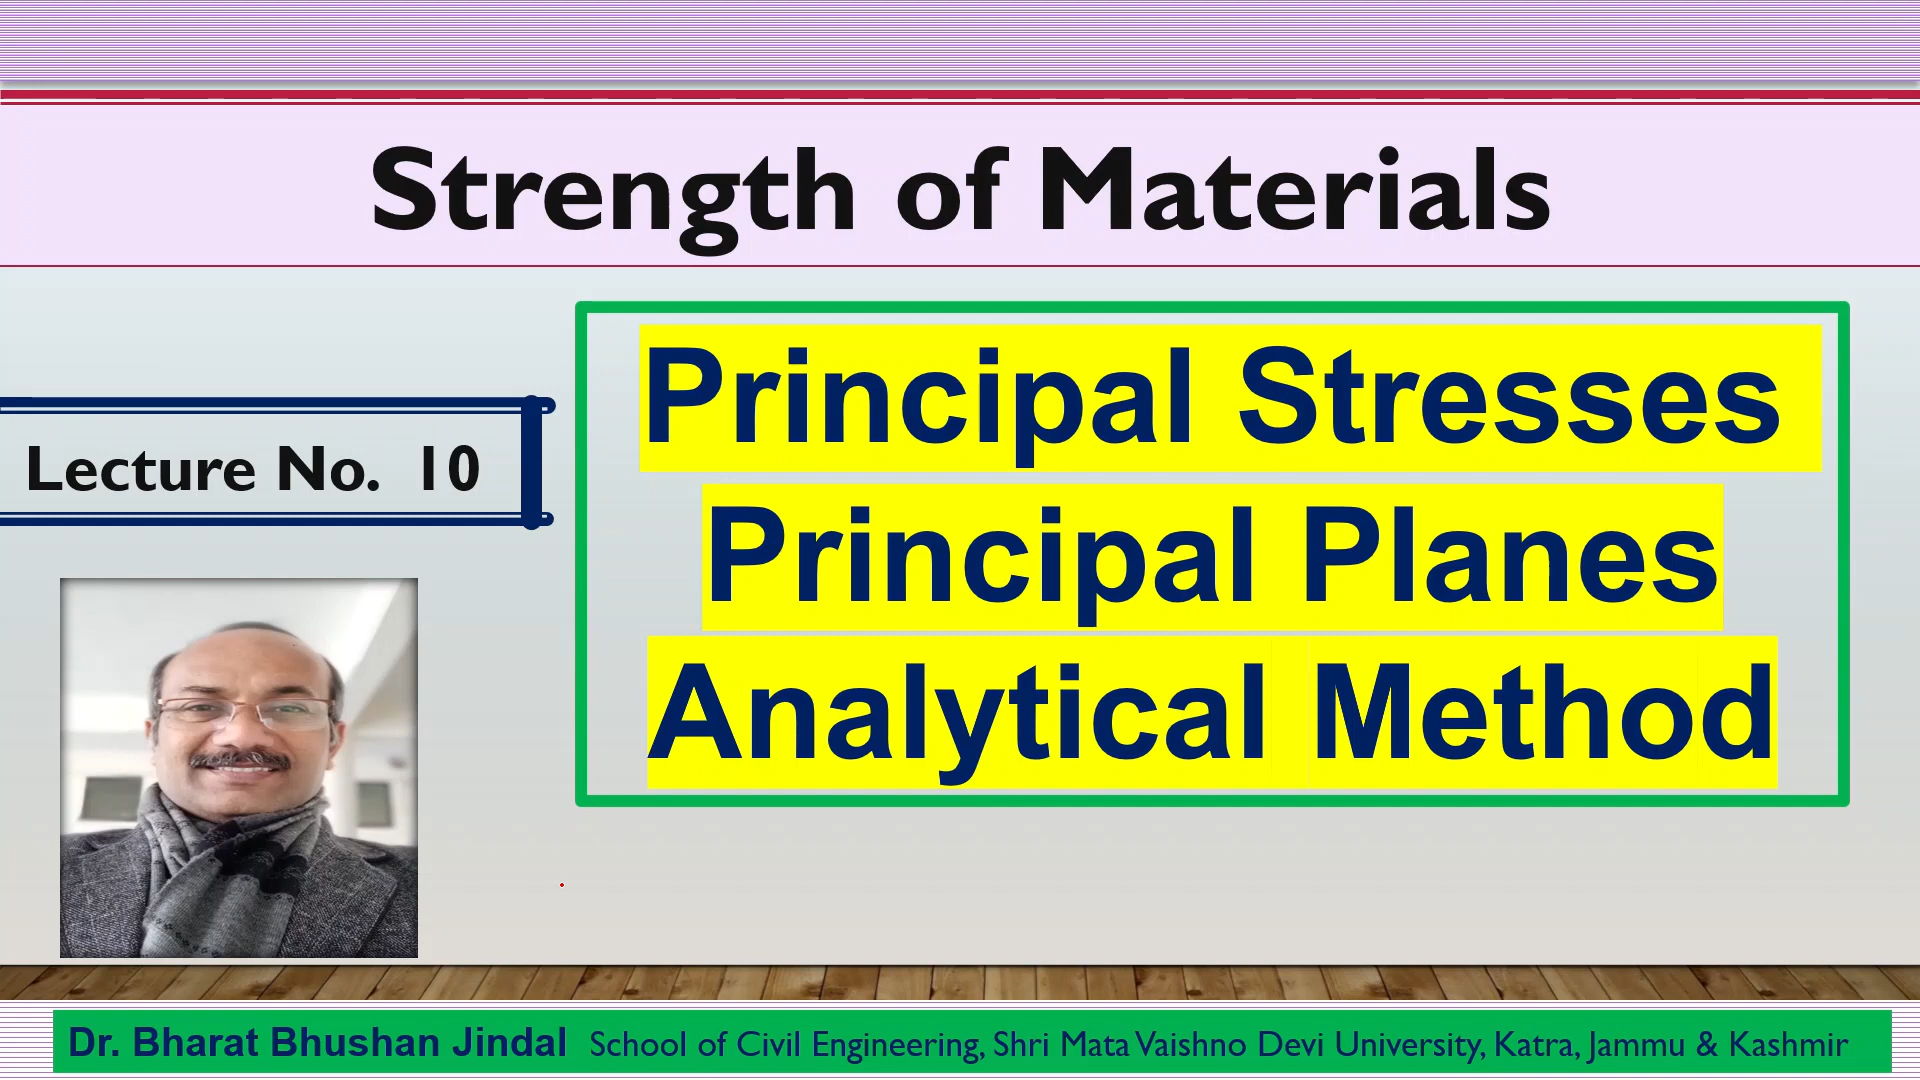 Strength of Materials
Lecture No. 10
Principal Stresses
Principal Planes
Analytical Method
Dr. Bharat Bhushan Jindal School of Civil Engineering, Shri Mata Vaishno Devi University, Katra, Jammu & Kashmir